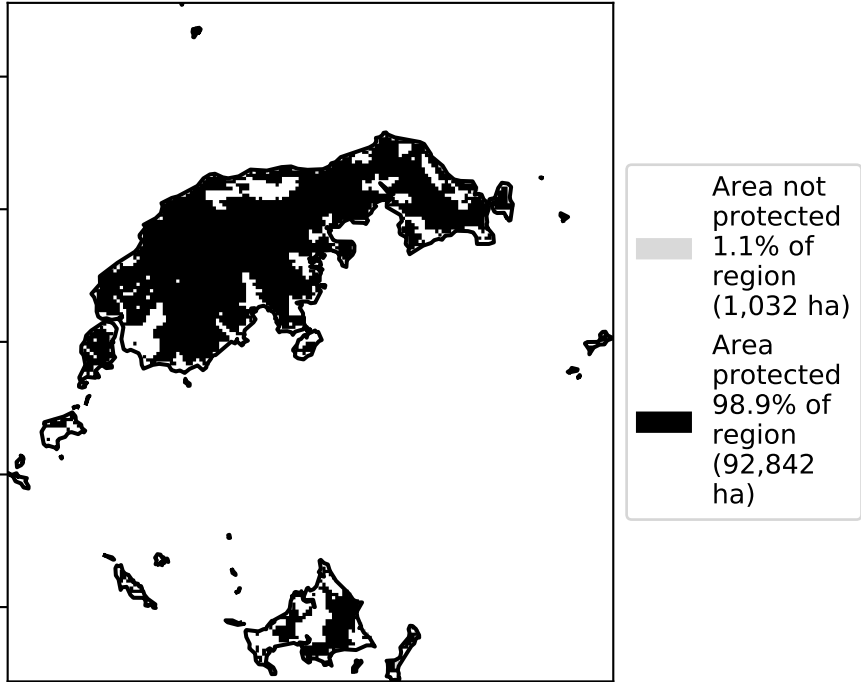 Area not
protected
1.1% of
region
(1,032 ha)
Area
protected
98.9% of
region
(92,842
ha)